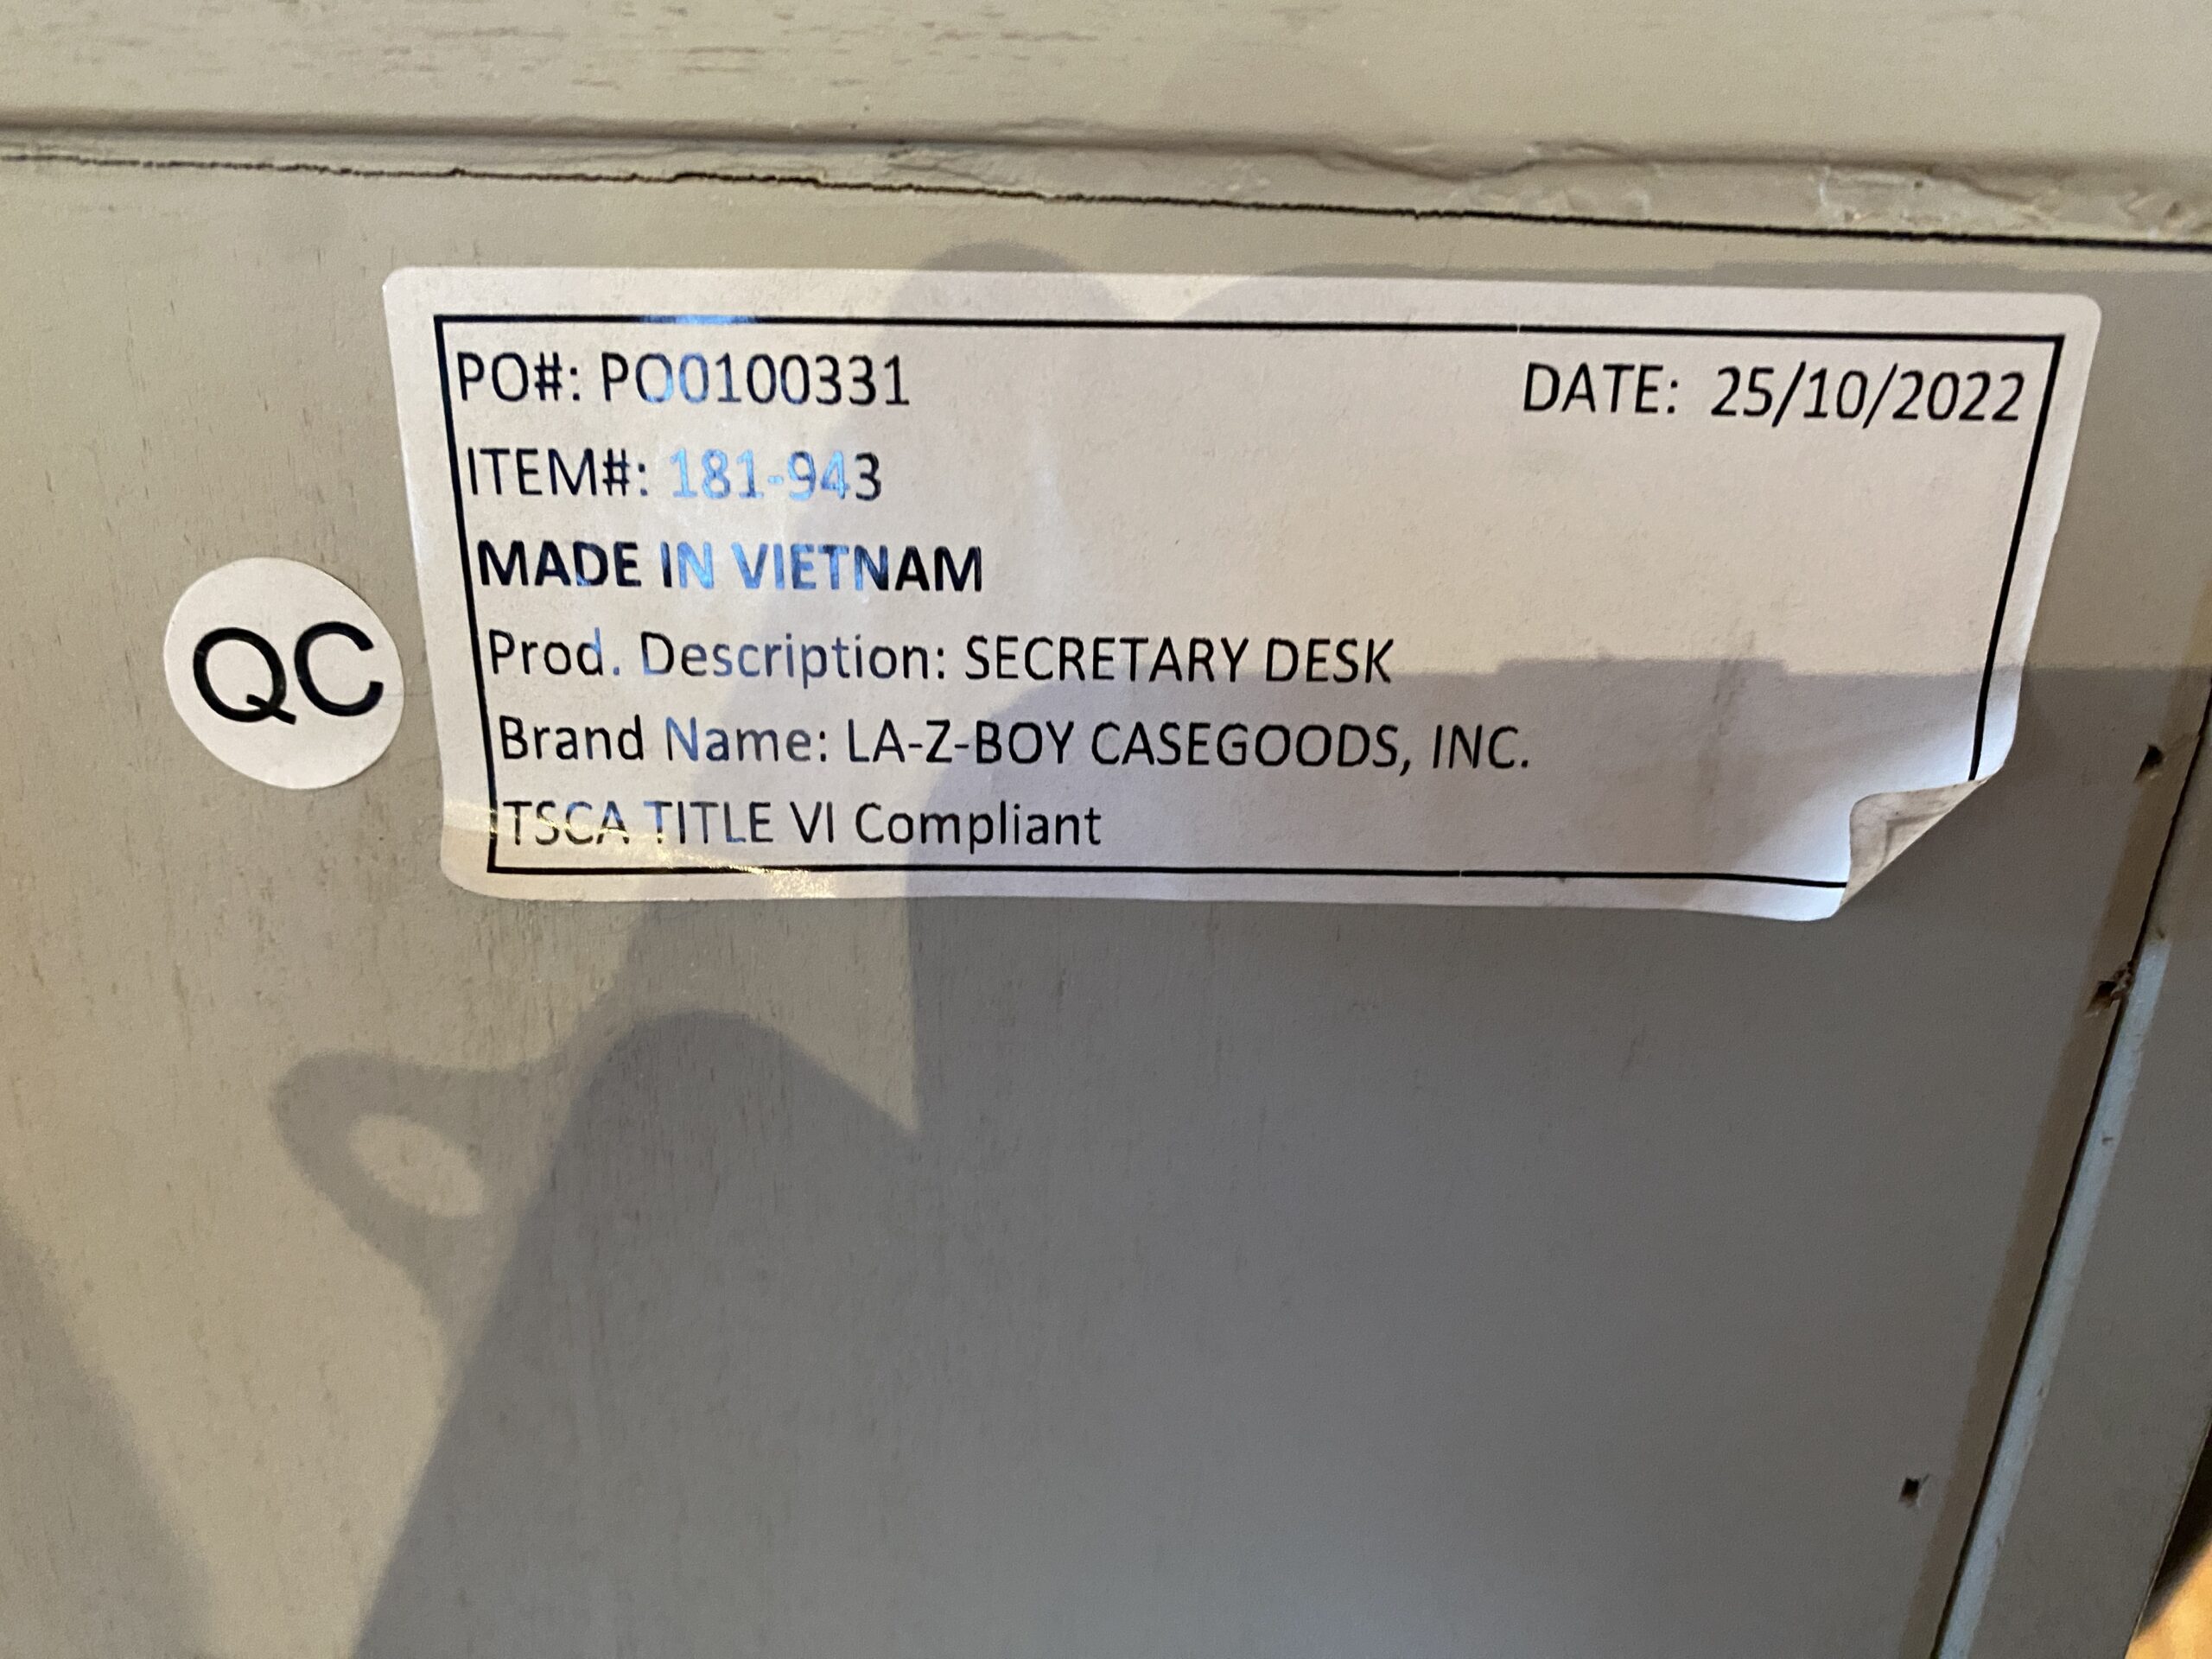 PO#: PO0100331 DATE: 25/10/2022
ITEM#: 181-943
MADE IN VIETNAM
Prod. Description: SECRETARY DESK
Brand Name: LA-Z-BOY CASEGOODS, INC.
TSCA TITLE VI Compliant
QC